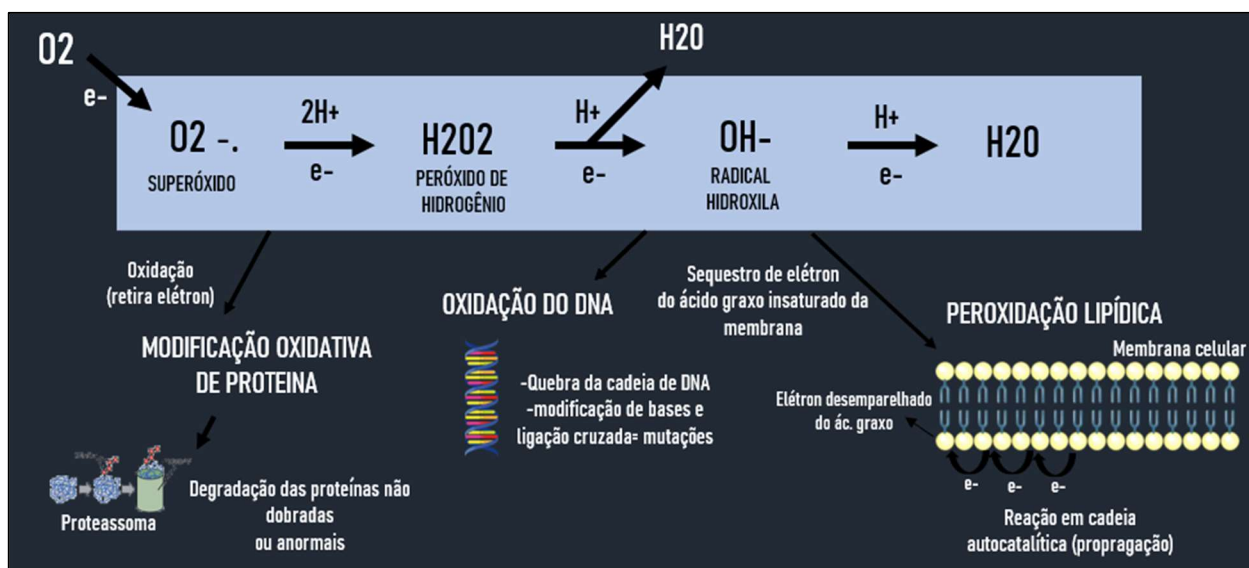 O2
e-
H2O
O2 -.
SUPERÓXIDO
2H+
e-
H2O2
PERÓXIDO DE
HIDROGÊNIO
H+
e-
OH-
RADICAL
HIDROXILA
H+
e-
H2O
Oxidação
(retira elétron)
MODIFICAÇÃO OXIDATIVA
DE PROTEINA
Proteassoma
Degradação das proteínas não
dobradas
ou anormais
OXIDAÇÃO DO DNA
-Quebra da cadeia de DNA
-modificação de bases e
ligação cruzada= mutações
Sequestro de elétron
do ácido graxo insaturado da
membrana
PEROXIDAÇÃO LIPÍDICA
Membrana celular
Elétron desemparelhado
do ác. graxo
e-
e-
e-
Reação em cadeia
autocatalítica (propragação)